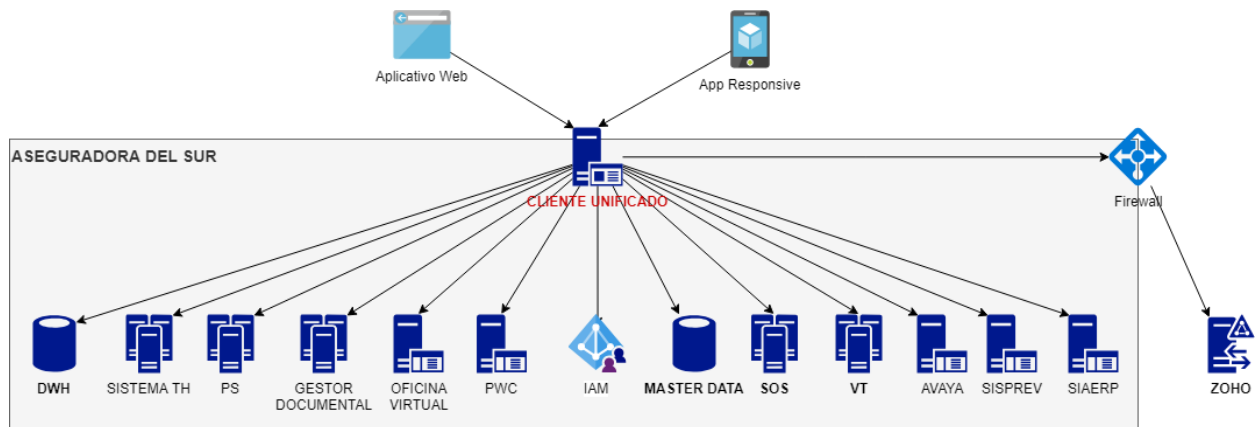 Aplicativo Web
App Responsive
ASEGURADORA DEL SUR
CLIENTE UNIFICADO
Firewall
DWH
SISTEMA TH
PS
GESTOR
DOCUMENTAL
OFICINA
VIRTUAL
PWC
IAM
MASTER DATA
SOS
VT
AVAYA
SISPREV
SIAERP
ZOHO